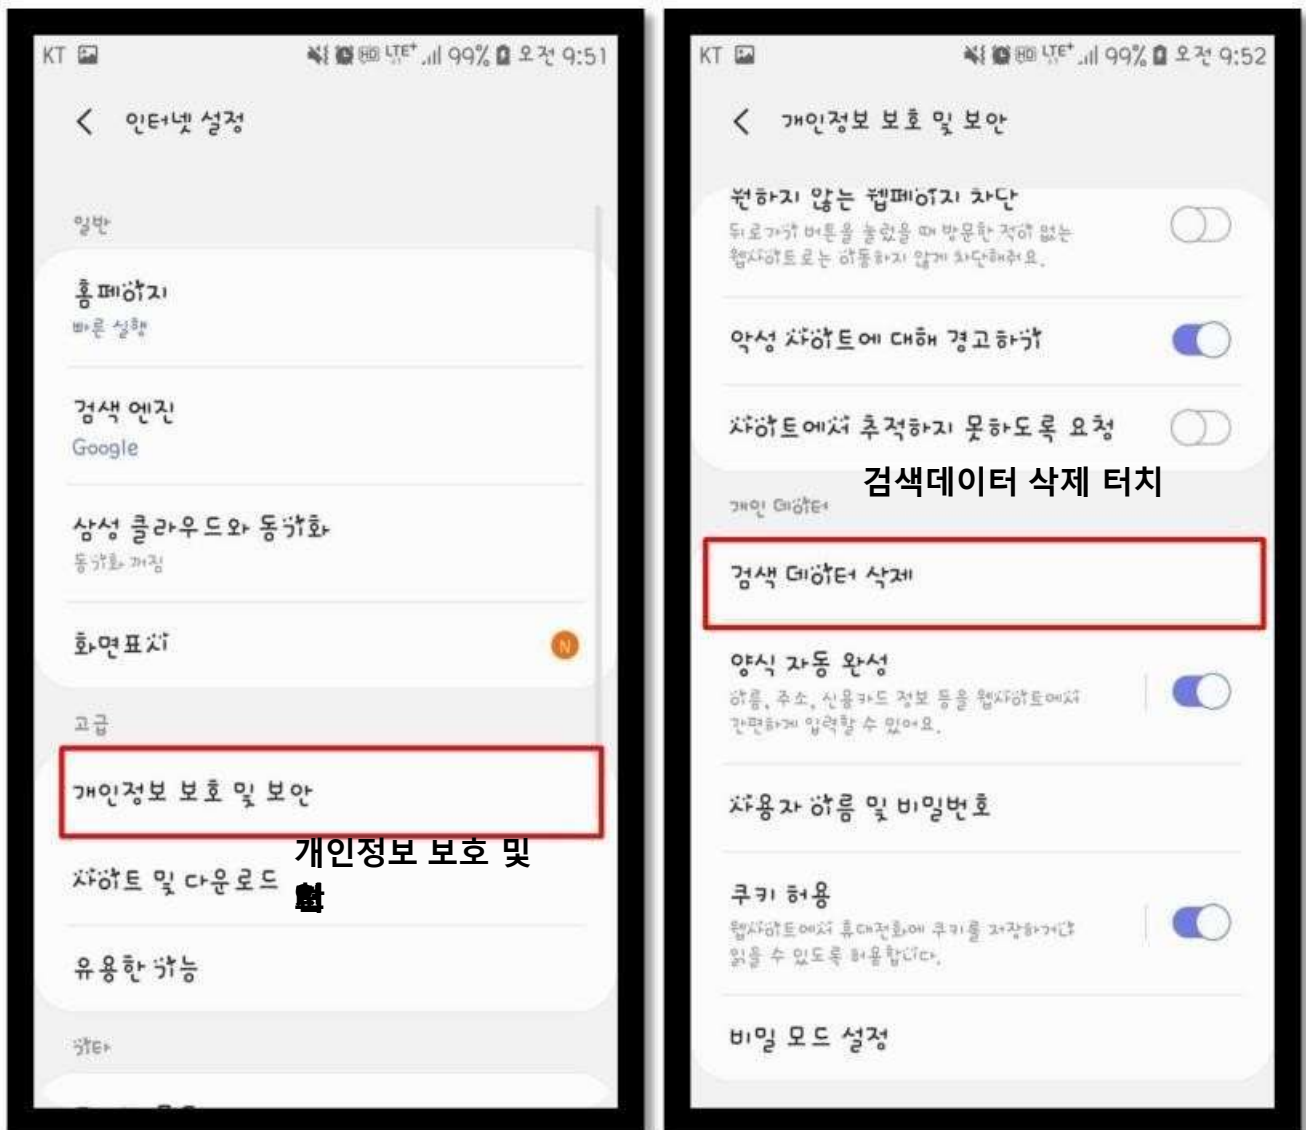 KT LTE+ 99% 오전 9:51
인터넷 설정
일반
홈페이지
빠른 실행
검색 엔진
Google
삼성 클라우드와 동기화
동기화 꺼짐
화면표시
N
고급
개인정보 보호 및 보안
개인정보 보호 및
사이트 및 다운로드
유용한 기능
기타
KT HD LTE+ 99% 오전 9:52
개인정보 보호 및 보안
원하지 않는 웹페이지 차단
뒤로가기 버튼을 눌렀을 때 방문한 적이 없는
웹사이트로는 이동하지 않게 차단해줘요.
악성 사이트에 대해 경고하기
사이트에서 추적하지 못하도록 요청
검색데이터 삭제 터치
개인 데이터
검색 데이터 삭제
양식 자동 완성
이름, 주소, 신용카드 정보 등을 웹사이트에서
간편하게 입력할 수 있어요.
사용자 이름 및 비밀번호
쿠키 허용
웹사이트에서 휴대전화에 쿠키를 저장하거나
읽을 수 있도록 허용합니다.
비밀 모드 설정